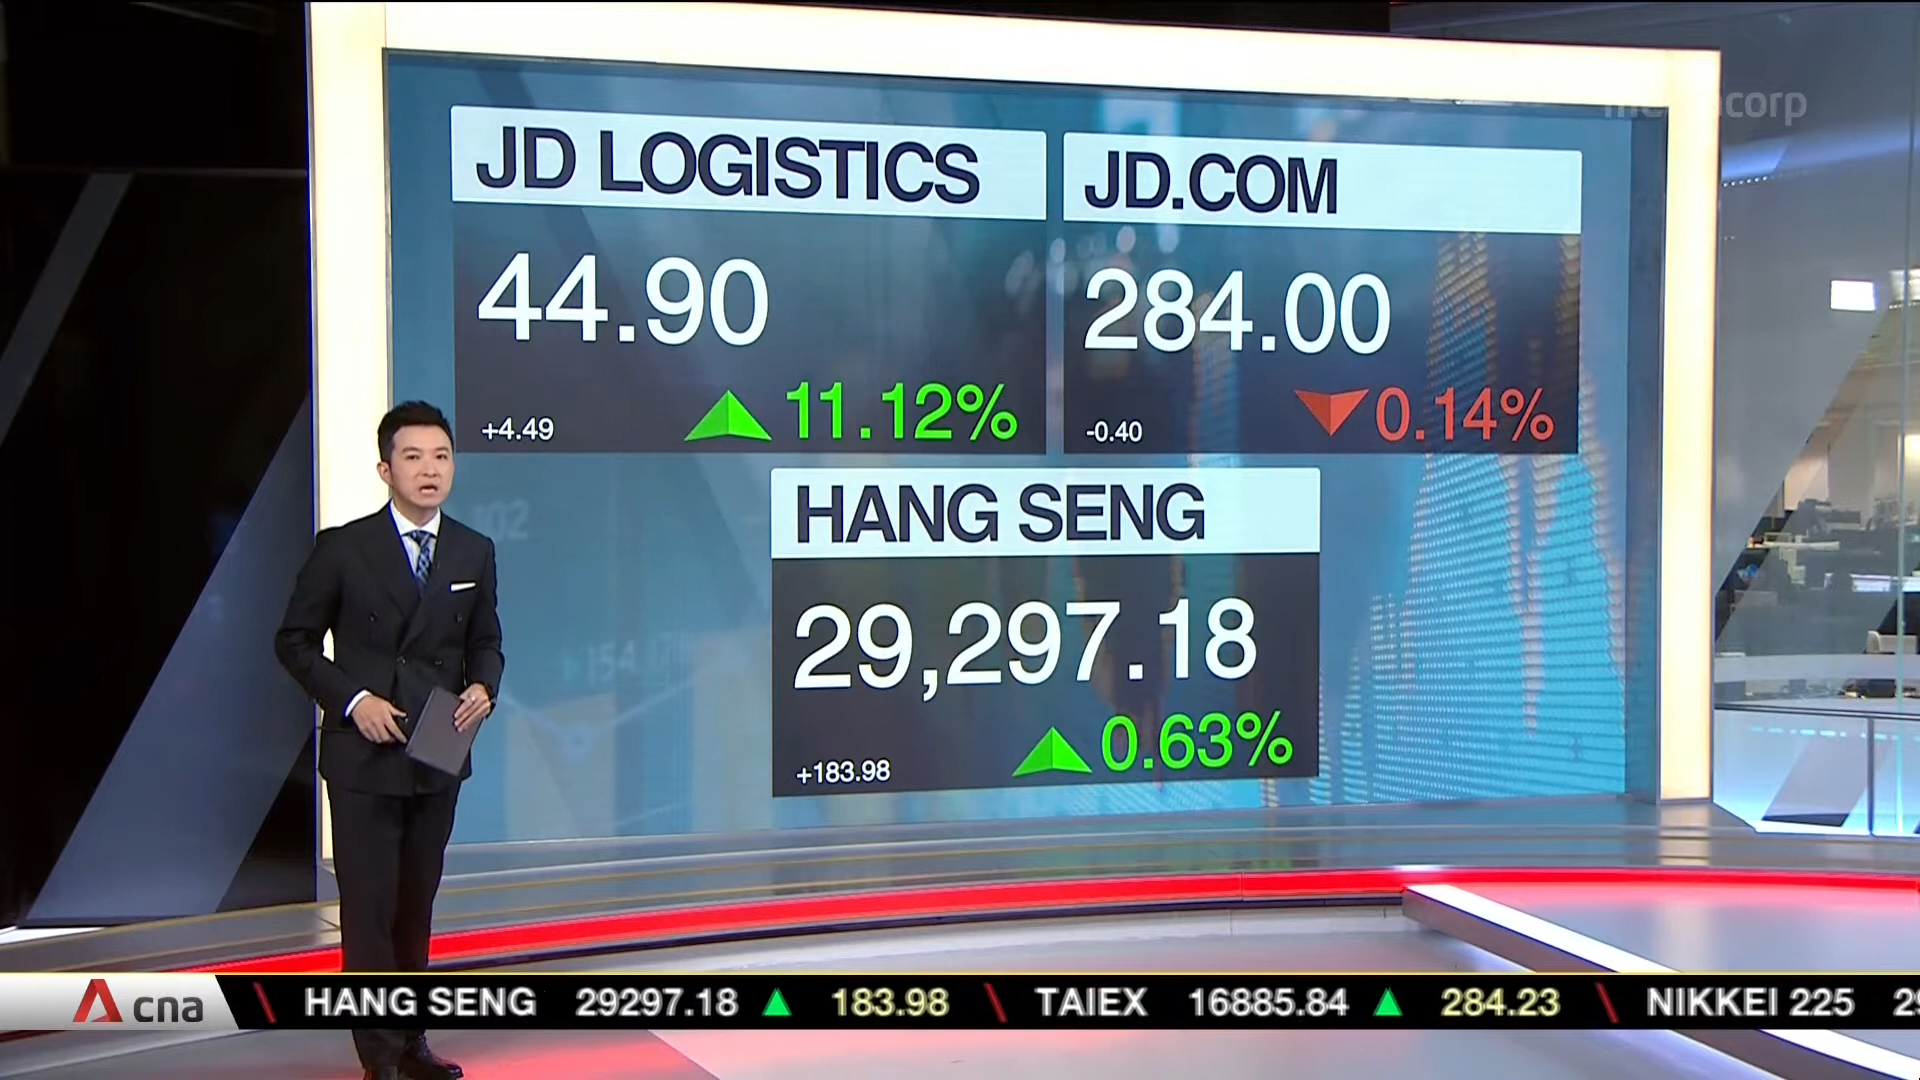 mediacorp
JD LOGISTICS
44.90
+4.49 ▲ 11.12%
JD.COM
284.00
-0.40 ▼ 0.14%
HANG SENG
29,297.18
+183.98 ▲ 0.63%
102
cna HANG SENG 29297.18 ▲ 183.98 TAIEX 16885.84 ▲ 284.23 NIKKEI 225